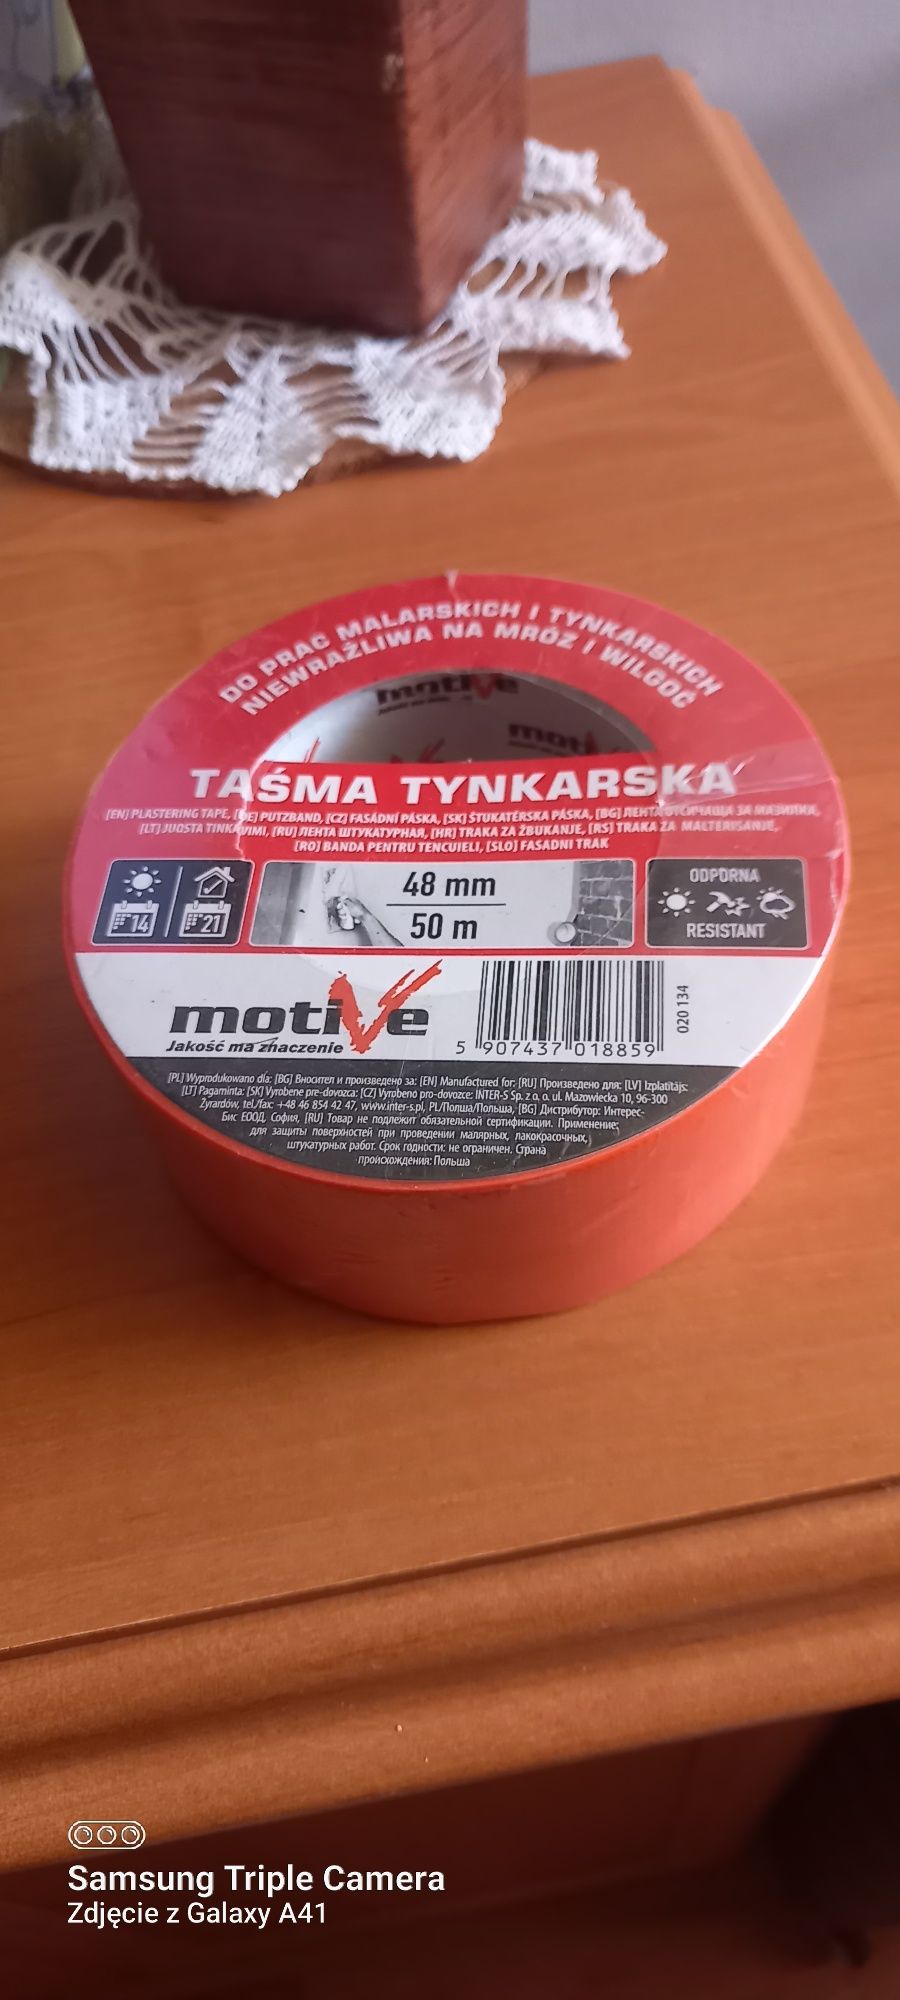 DO PRAC MALARSKICH I TYNKARSKICH
NIEWRAŻLIWA NA MRÓZ I WILGOĆ
motive
motive
TAŚMA TYNKARSKA
[EN] PLASTERING TAPE, [DE] PUTZBAND, [CZ] FASÁDNÍ PÁSKA, [SK] ŠTUKATÉRSKA PÁSKA, [BG] ЛЕНТА ОТСИЧАЩА ЗА МАЗИЛКА,
[LT] JUOSTA TINKAVIMI, [RU] ЛЕНТА ШТУКАТУРНАЯ, [HR] TRAKA ZA ŽBUKANJE, [RS] TRAKA ZA MALTERISANJE,
[RO] BANDA PENTRU TENCUIELI, [SLO] FASADNI TRAK
14
21
48 mm
50 m
ODPORNA
RESISTANT
motive
Jakość ma znaczenie
5 907437 018859
020 134
[PL] Wyprodukowano dla: [BG] Вносител и произведено за: [EN] Manufactured for: [RU] Произведено для: [LV] Izplatītājs:
[LT] Pagaminta: [SK] Vyrobene pre-dovozca: [CZ] Vyrobeno pro-dovozce: INTER-S Sp. z o. o. ul. Mazowiecka 10, 96-300
Żyrardów, tel./fax: +48 46 854 42 47, www.inter-s.pl, PL/Полша/Польша, [BG] Дистрибутор: Интерес-
Бис ЕООД, София, [RU] Товар не подлежит обязательной сертификации. Применение:
для защиты поверхностей при проведении малярных, лакокрасочных,
штукатурных работ. Срок годности: не ограничен. Страна
происхождения: Польша
Samsung Triple Camera
Zdjęcie z Galaxy A41